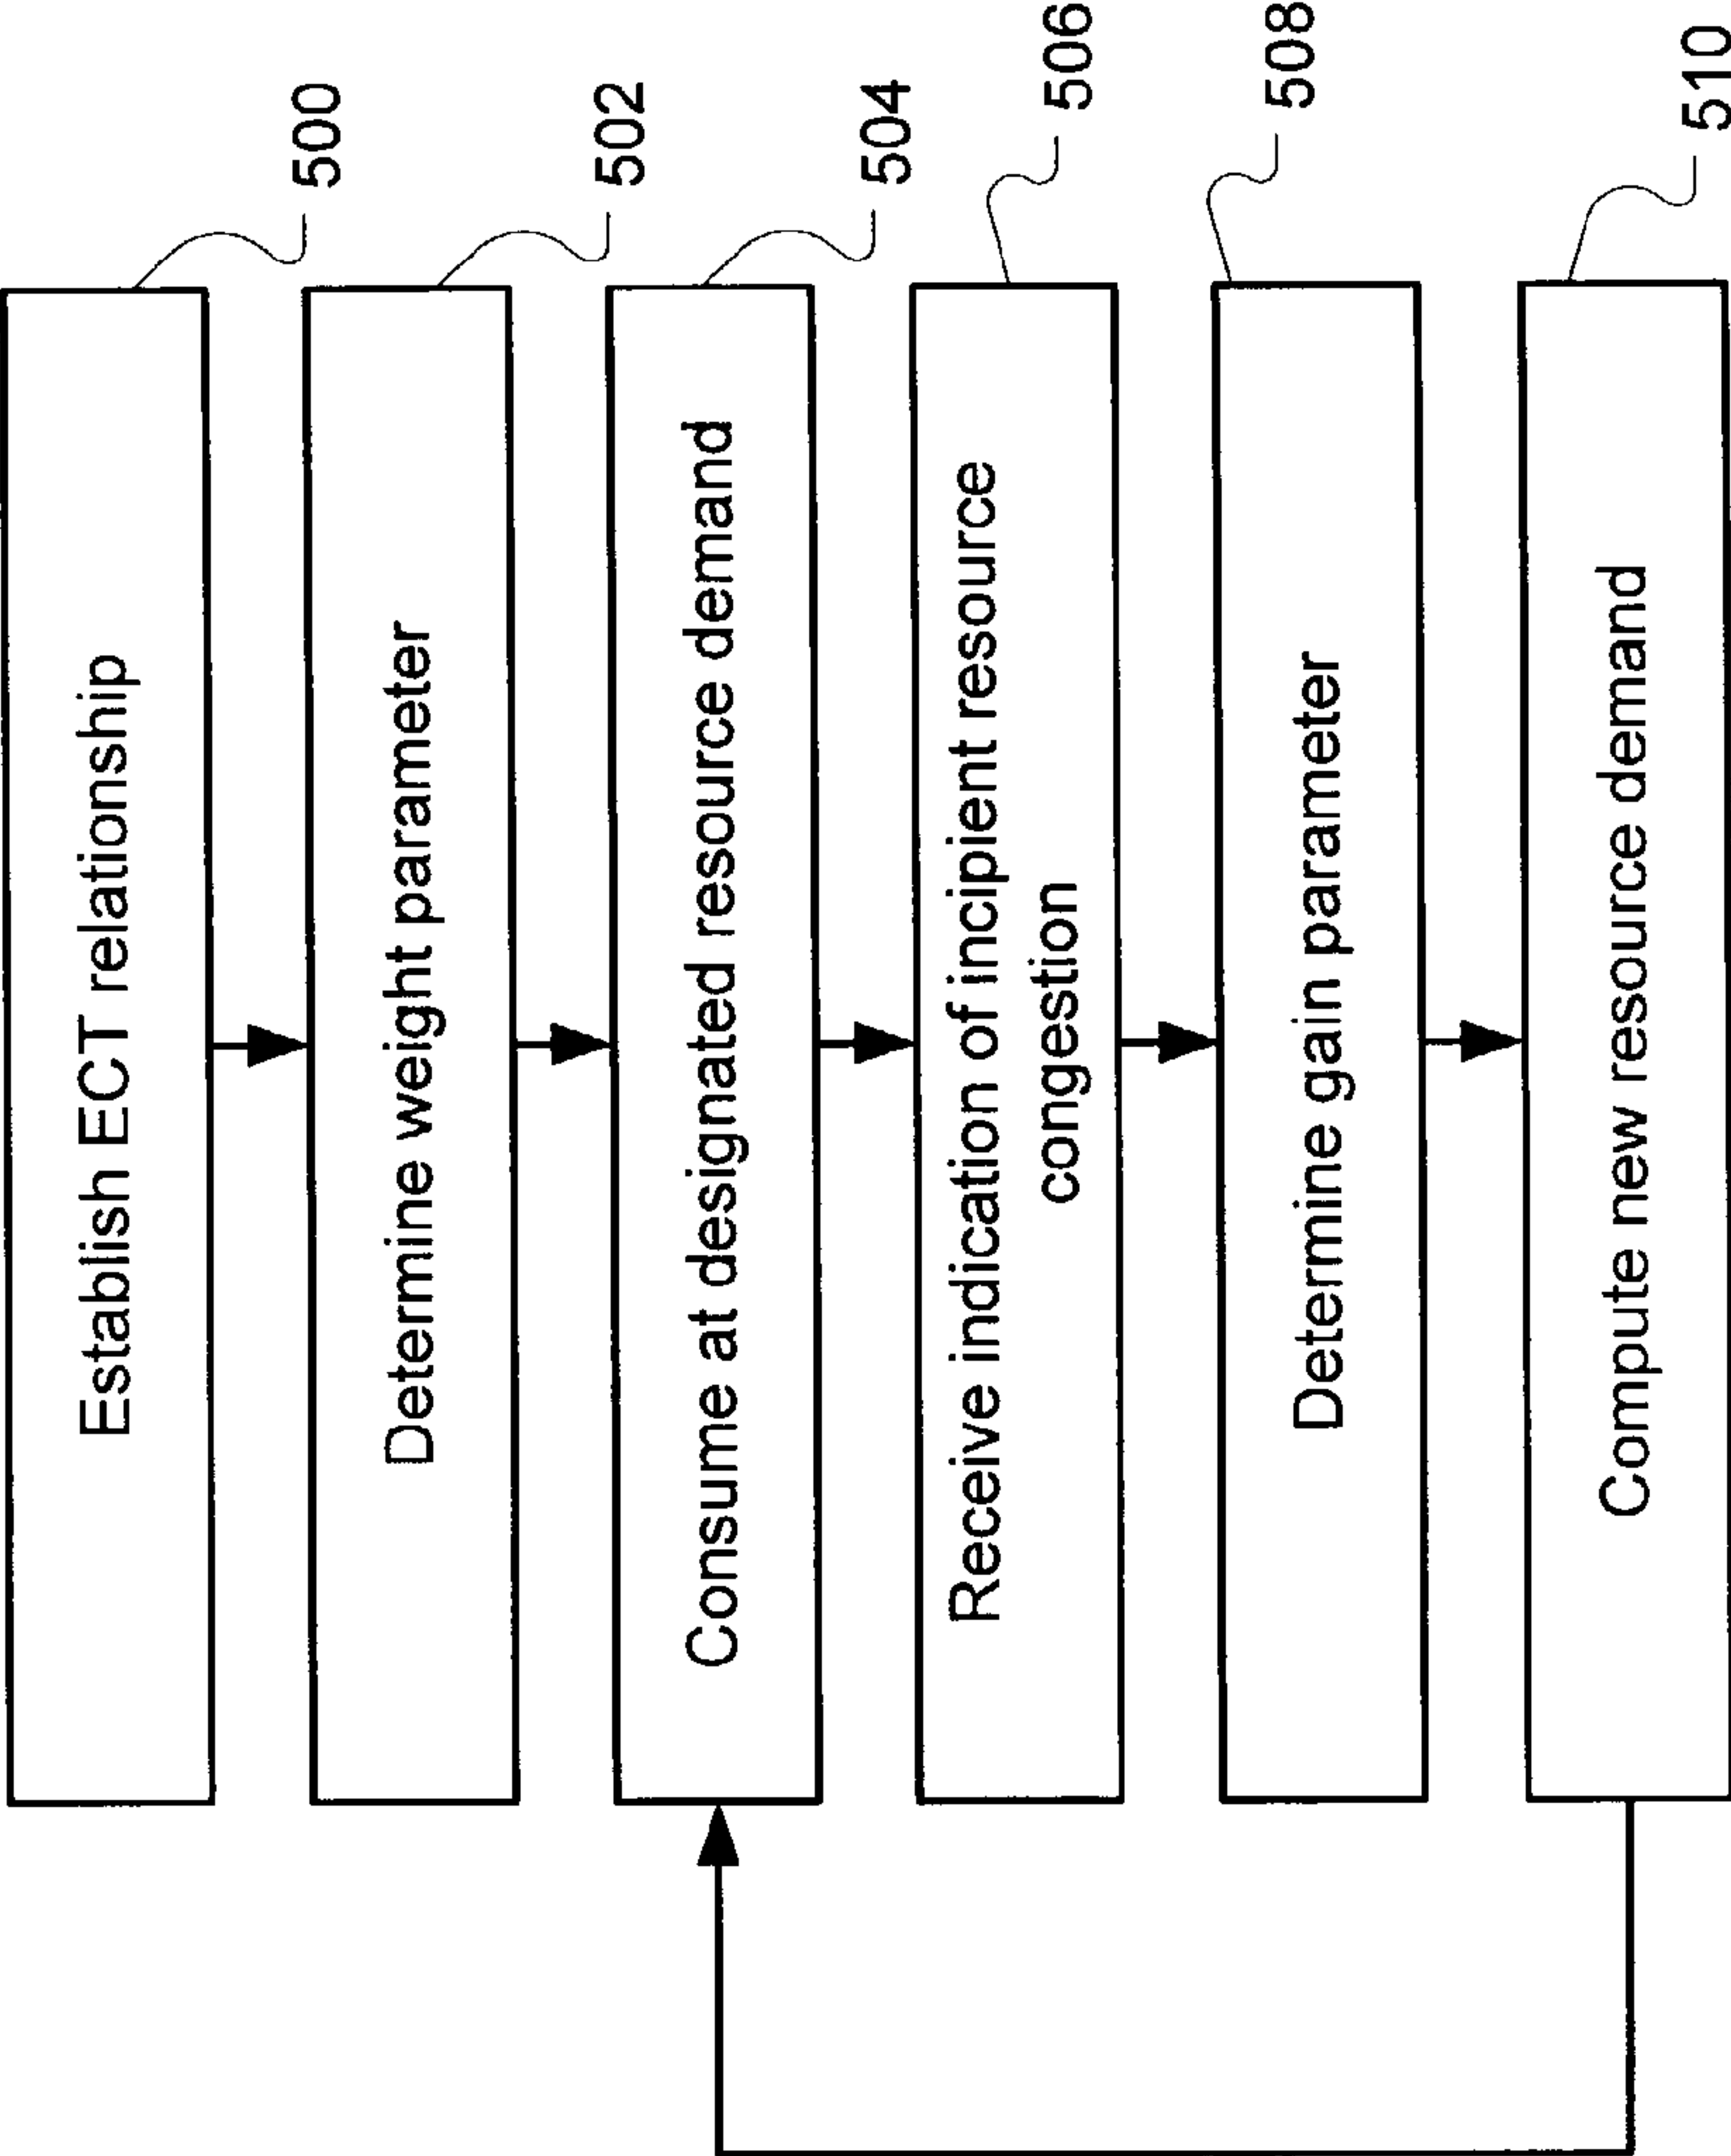 Establish ECT relationship
500
Determine weight parameter
502
Consume at designated resource demand
504
Receive indication of incipient resource
congestion
506
Determine gain parameter
508
Compute new resource demand
510